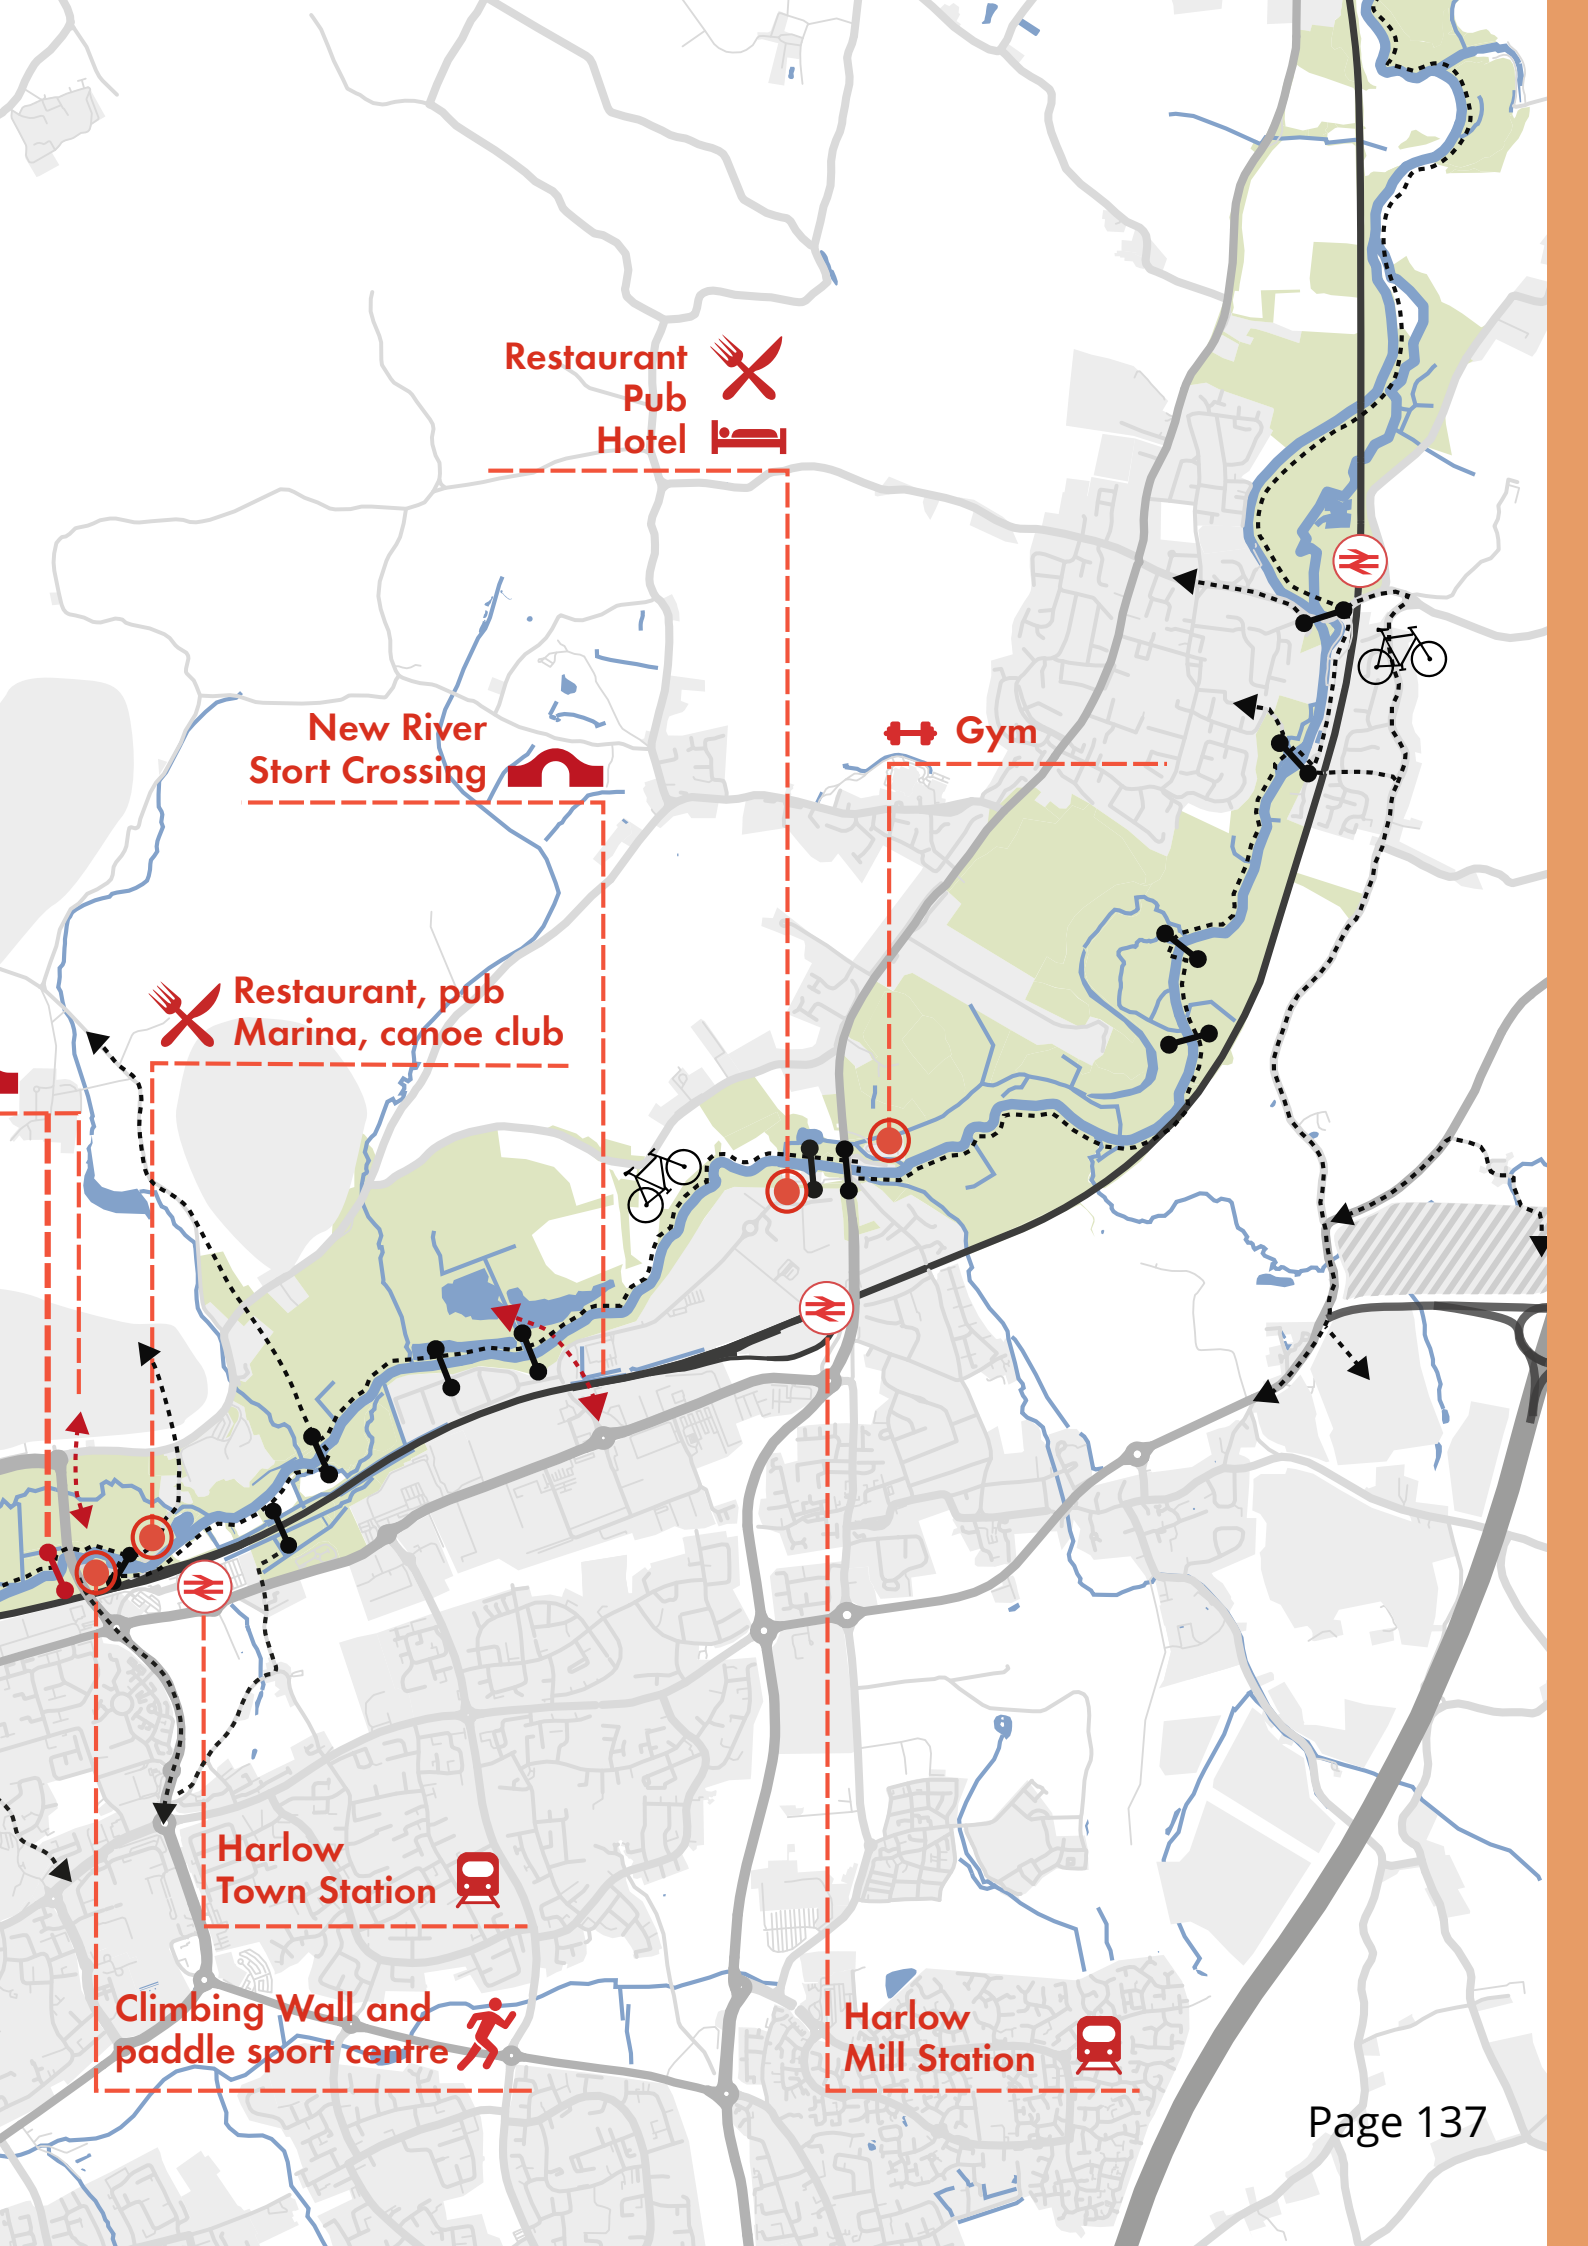 Restaurant
Pub
Hotel
New River
Stort Crossing
Gym
Restaurant, pub
Marina, canoe club
Harlow
Town Station
Climbing Wall and
paddle sport centre
Harlow
Mill Station
Page 137